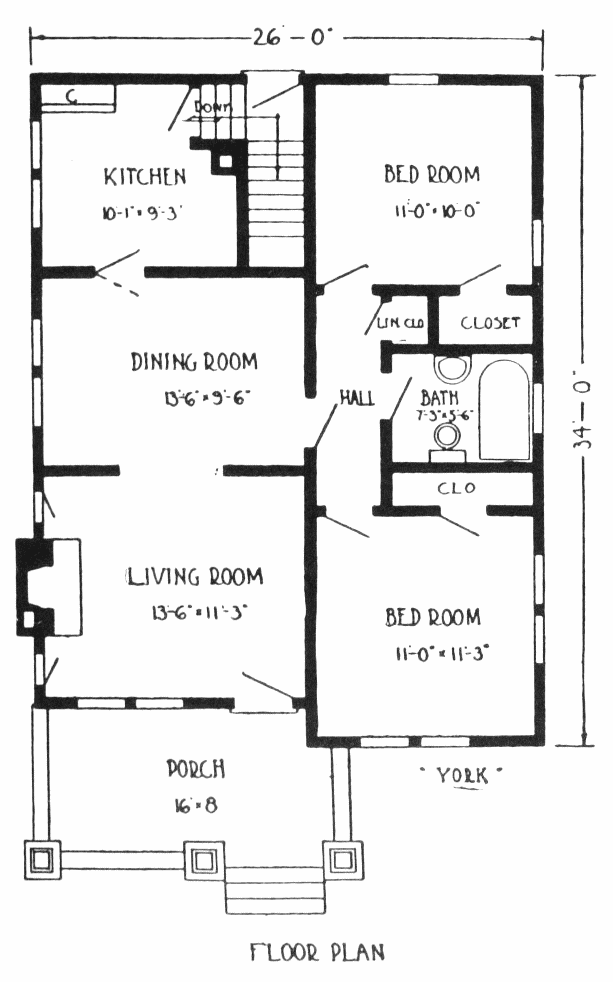 26'-0"
C
DOWN
KITCHEN
10'-1" × 9'-3"
BED ROOM
11'-0" × 10'-0"
LIN CLO
CLOSET
DINING ROOM
13'-6" × 9'-6"
HALL
BATH
7'-3" × 5'-6"
34'-0"
CLO
LIVING ROOM
13'-6" × 11'-3"
BED ROOM
11'-0" × 11'-3"
PORCH
16' × 8
"YORK"
FLOOR PLAN